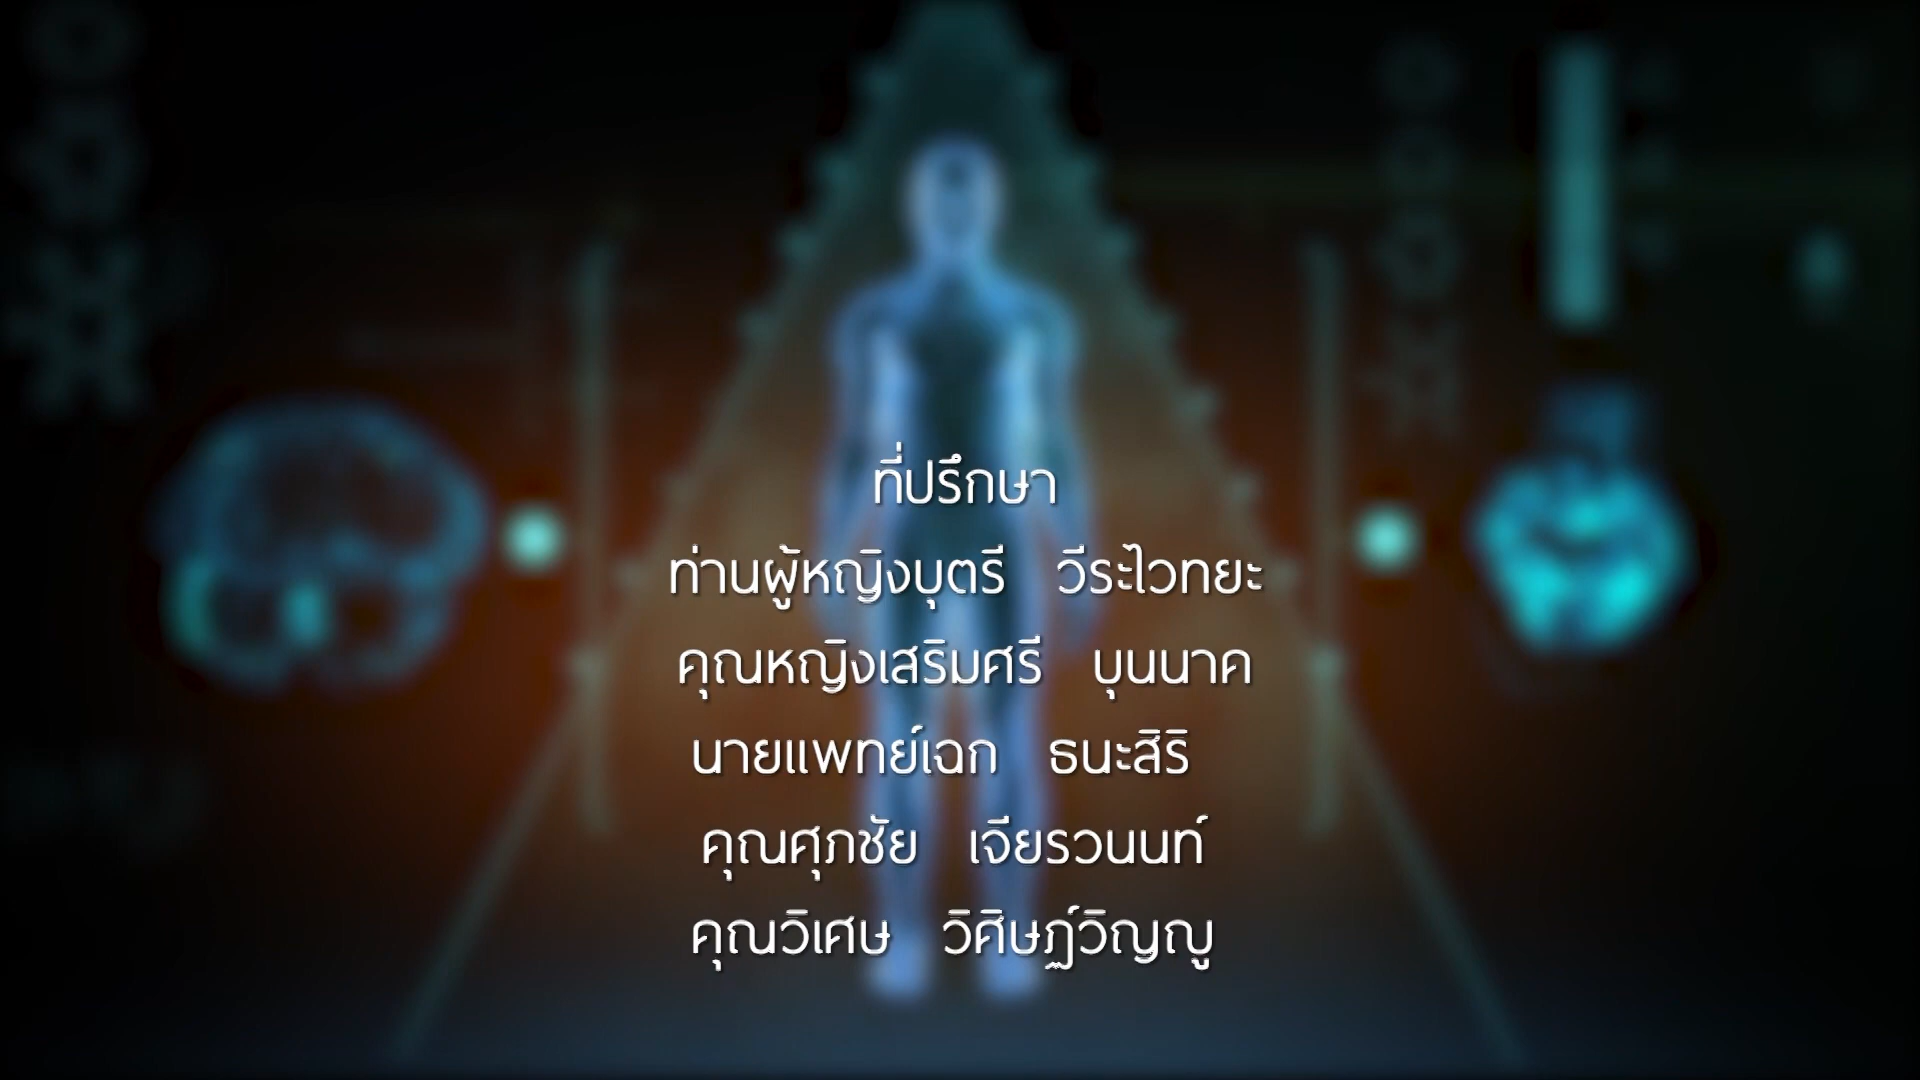 ที่ปรึกษา
ท่านผู้หญิงบุตรี วีระไวทยะ
คุณหญิงเสริมศรี บุนนาค
นายแพทย์เฉก ธนะสิริ
คุณศุภชัย เจียรวนนท์
คุณวิเศษ วิศิษฏ์วิญญู